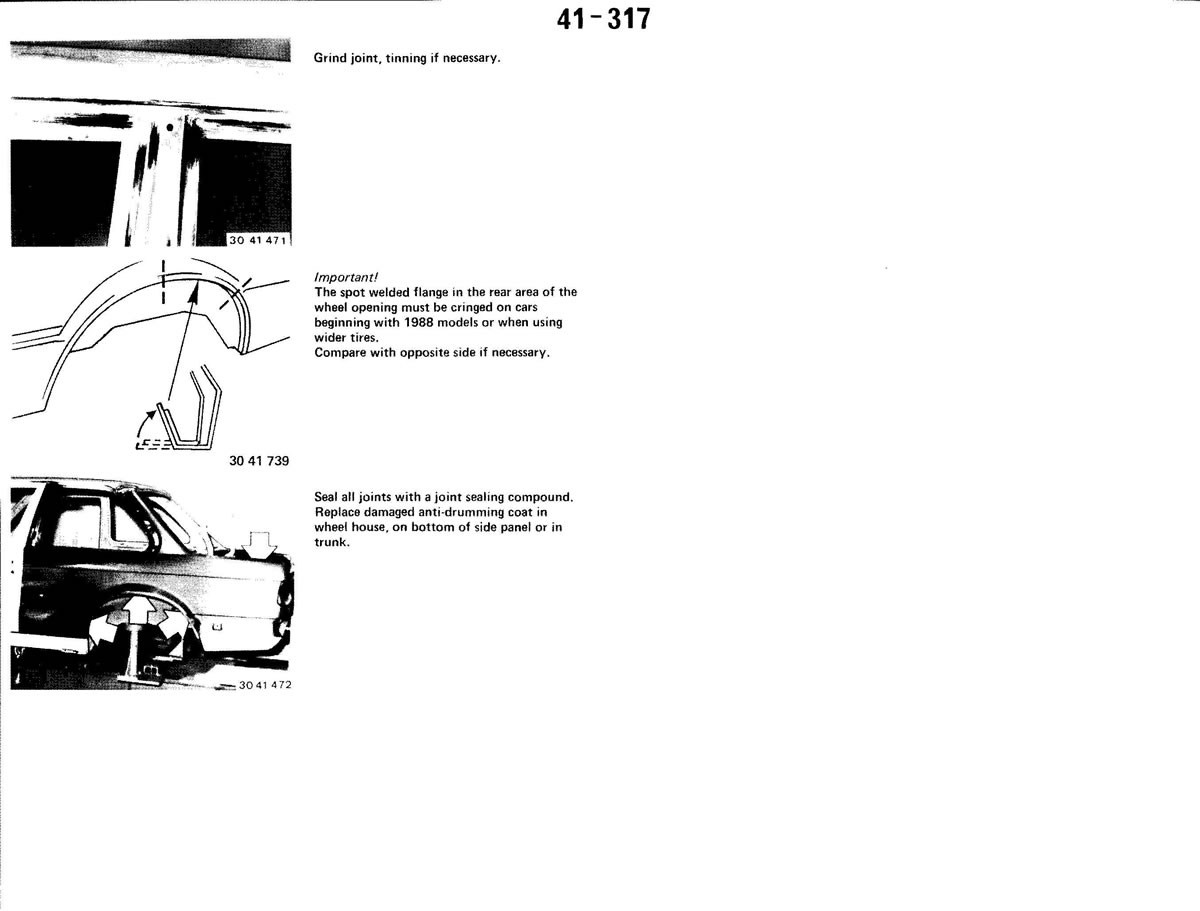 41-317
Grind joint, tinning if necessary.
30 41 471
Important!
The spot welded flange in the rear area of the
wheel opening must be cringed on cars
beginning with 1988 models or when using
wider tires.
Compare with opposite side if necessary.
30 41 739
Seal all joints with a joint sealing compound.
Replace damaged anti-drumming coat in
wheel house, on bottom of side panel or in
trunk.
30 41 472